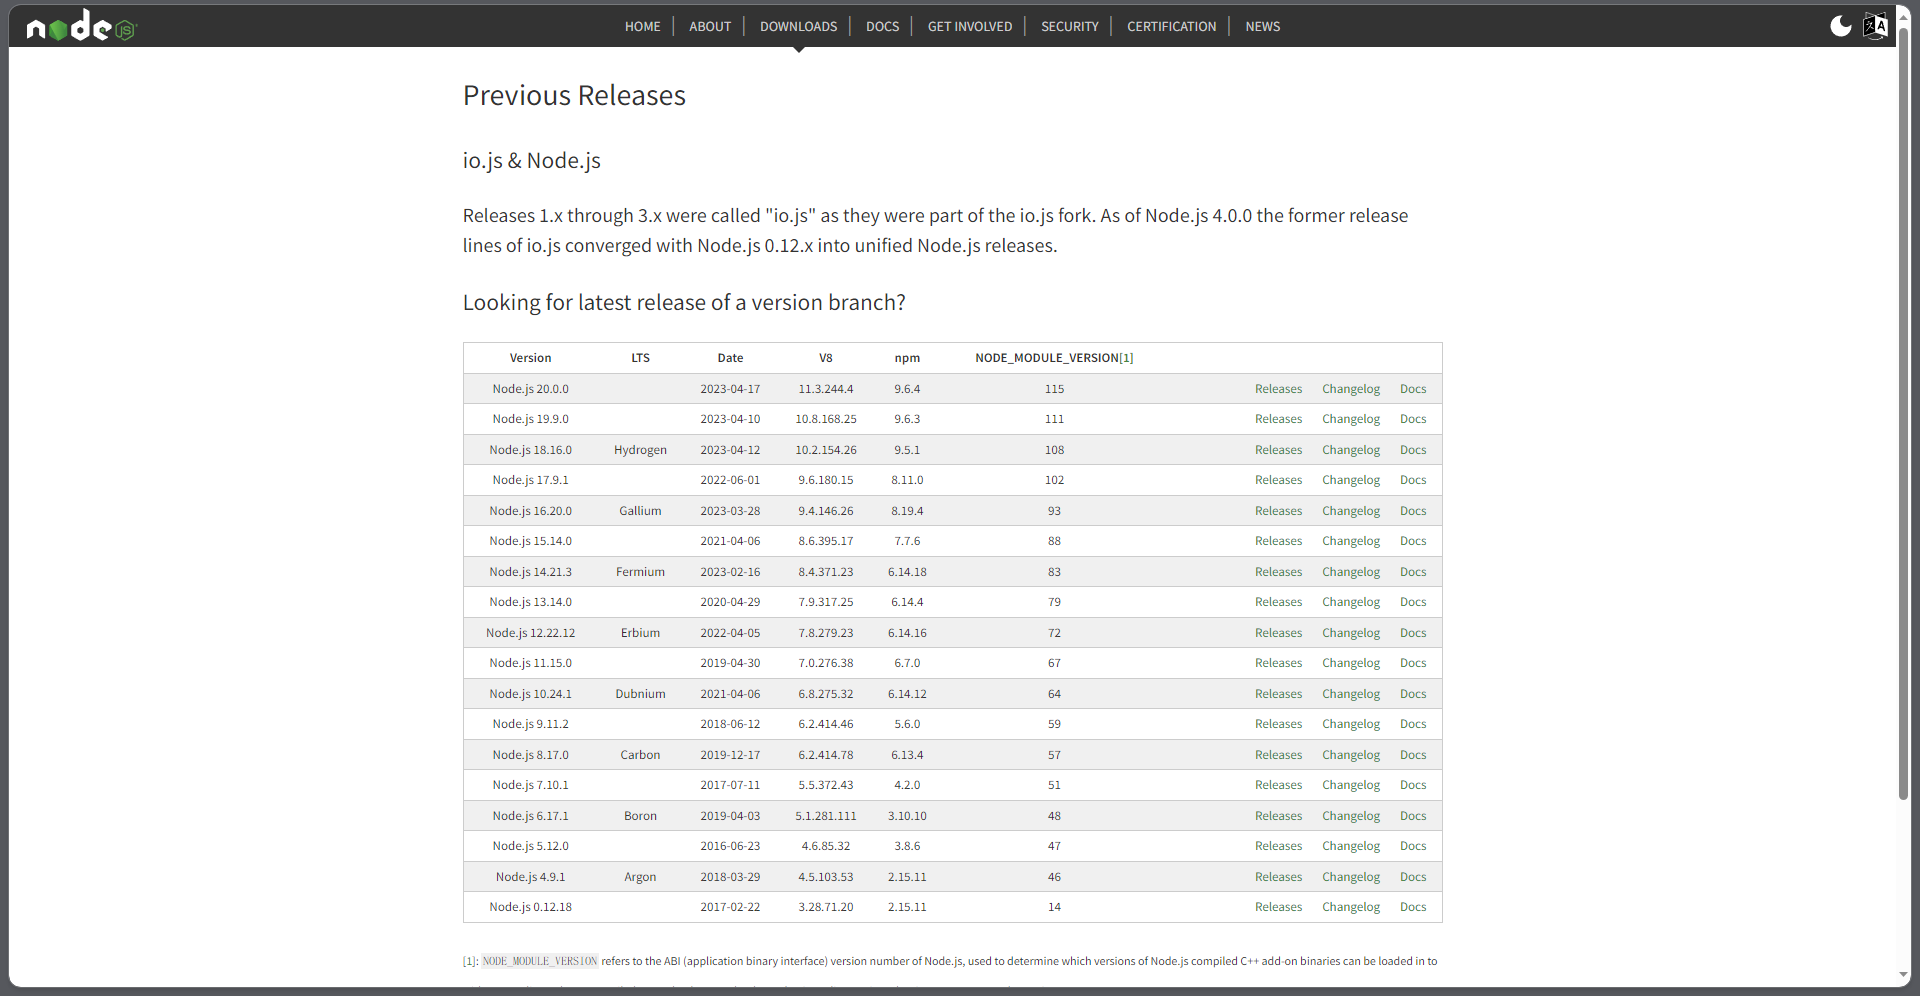 node JS
HOME ABOUT DOWNLOADS DOCS GET INVOLVED SECURITY CERTIFICATION NEWS
Previous Releases
io.js & Node.js
Releases 1.x through 3.x were called "io.js" as they were part of the io.js fork. As of Node.js 4.0.0 the former release
lines of io.js converged with Node.js 0.12.x into unified Node.js releases.
Looking for latest release of a version branch?
Version LTS Date V8 npm NODE_MODULE_VERSION[1]
Node.js 20.0.0 2023-04-17 11.3.244.4 9.6.4 115 Releases Changelog Docs
Node.js 19.9.0 2023-04-10 10.8.168.25 9.6.3 111 Releases Changelog Docs
Node.js 18.16.0 Hydrogen 2023-04-12 10.2.154.26 9.5.1 108 Releases Changelog Docs
Node.js 17.9.1 2022-06-01 9.6.180.15 8.11.0 102 Releases Changelog Docs
Node.js 16.20.0 Gallium 2023-03-28 9.4.146.26 8.19.4 93 Releases Changelog Docs
Node.js 15.14.0 2021-04-06 8.6.395.17 7.7.6 88 Releases Changelog Docs
Node.js 14.21.3 Fermium 2023-02-16 8.4.371.23 6.14.18 83 Releases Changelog Docs
Node.js 13.14.0 2020-04-29 7.9.317.25 6.14.4 79 Releases Changelog Docs
Node.js 12.22.12 Erbium 2022-04-05 7.8.279.23 6.14.16 72 Releases Changelog Docs
Node.js 11.15.0 2019-04-30 7.0.276.38 6.7.0 67 Releases Changelog Docs
Node.js 10.24.1 Dubnium 2021-04-06 6.8.275.32 6.14.12 64 Releases Changelog Docs
Node.js 9.11.2 2018-06-12 6.2.414.46 5.6.0 59 Releases Changelog Docs
Node.js 8.17.0 Carbon 2019-12-17 6.2.414.78 6.13.4 57 Releases Changelog Docs
Node.js 7.10.1 2017-07-11 5.5.372.43 4.2.0 51 Releases Changelog Docs
Node.js 6.17.1 Boron 2019-04-03 5.1.281.111 3.10.10 48 Releases Changelog Docs
Node.js 5.12.0 2016-06-23 4.6.85.32 3.8.6 47 Releases Changelog Docs
Node.js 4.9.1 Argon 2018-03-29 4.5.103.53 2.15.11 46 Releases Changelog Docs
Node.js 0.12.18 2017-02-22 3.28.71.20 2.15.11 14 Releases Changelog Docs
[1]: NODE_MODULE_VERSION refers to the ABI (application binary interface) version number of Node.js, used to determine which versions of Node.js compiled C++ add-on binaries can be loaded in to